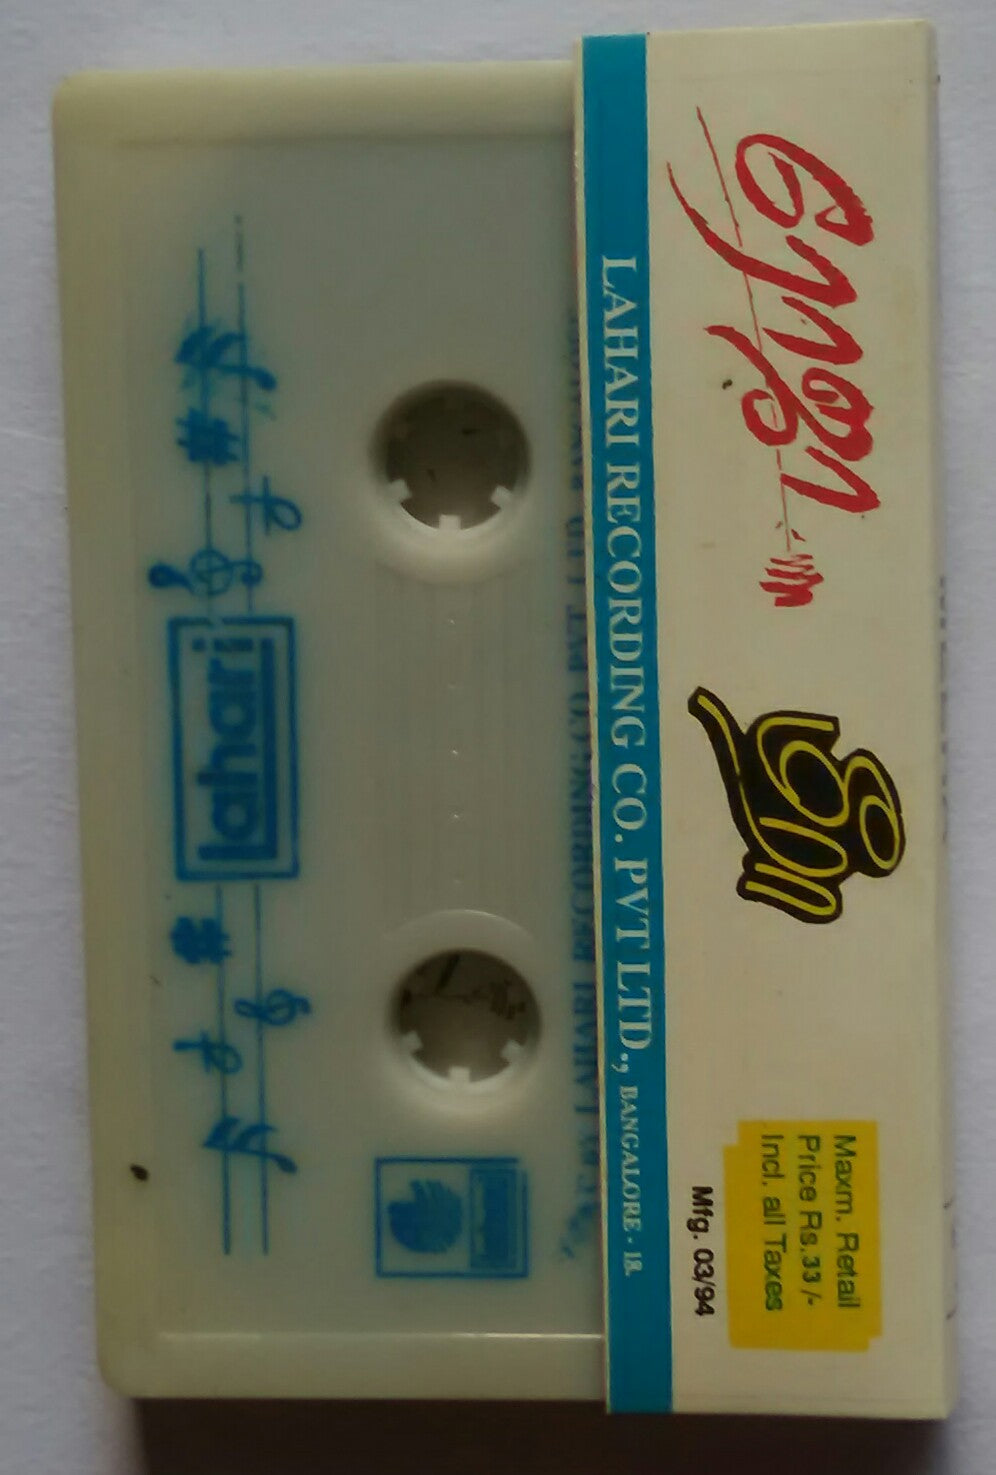 வீரா
Maxm. Retail
Price Rs.33/-
Incl. all Taxes
Mfg. 03/94
LAHARI RECORDING CO. PVT LTD., BANGALORE - 18.
lahari